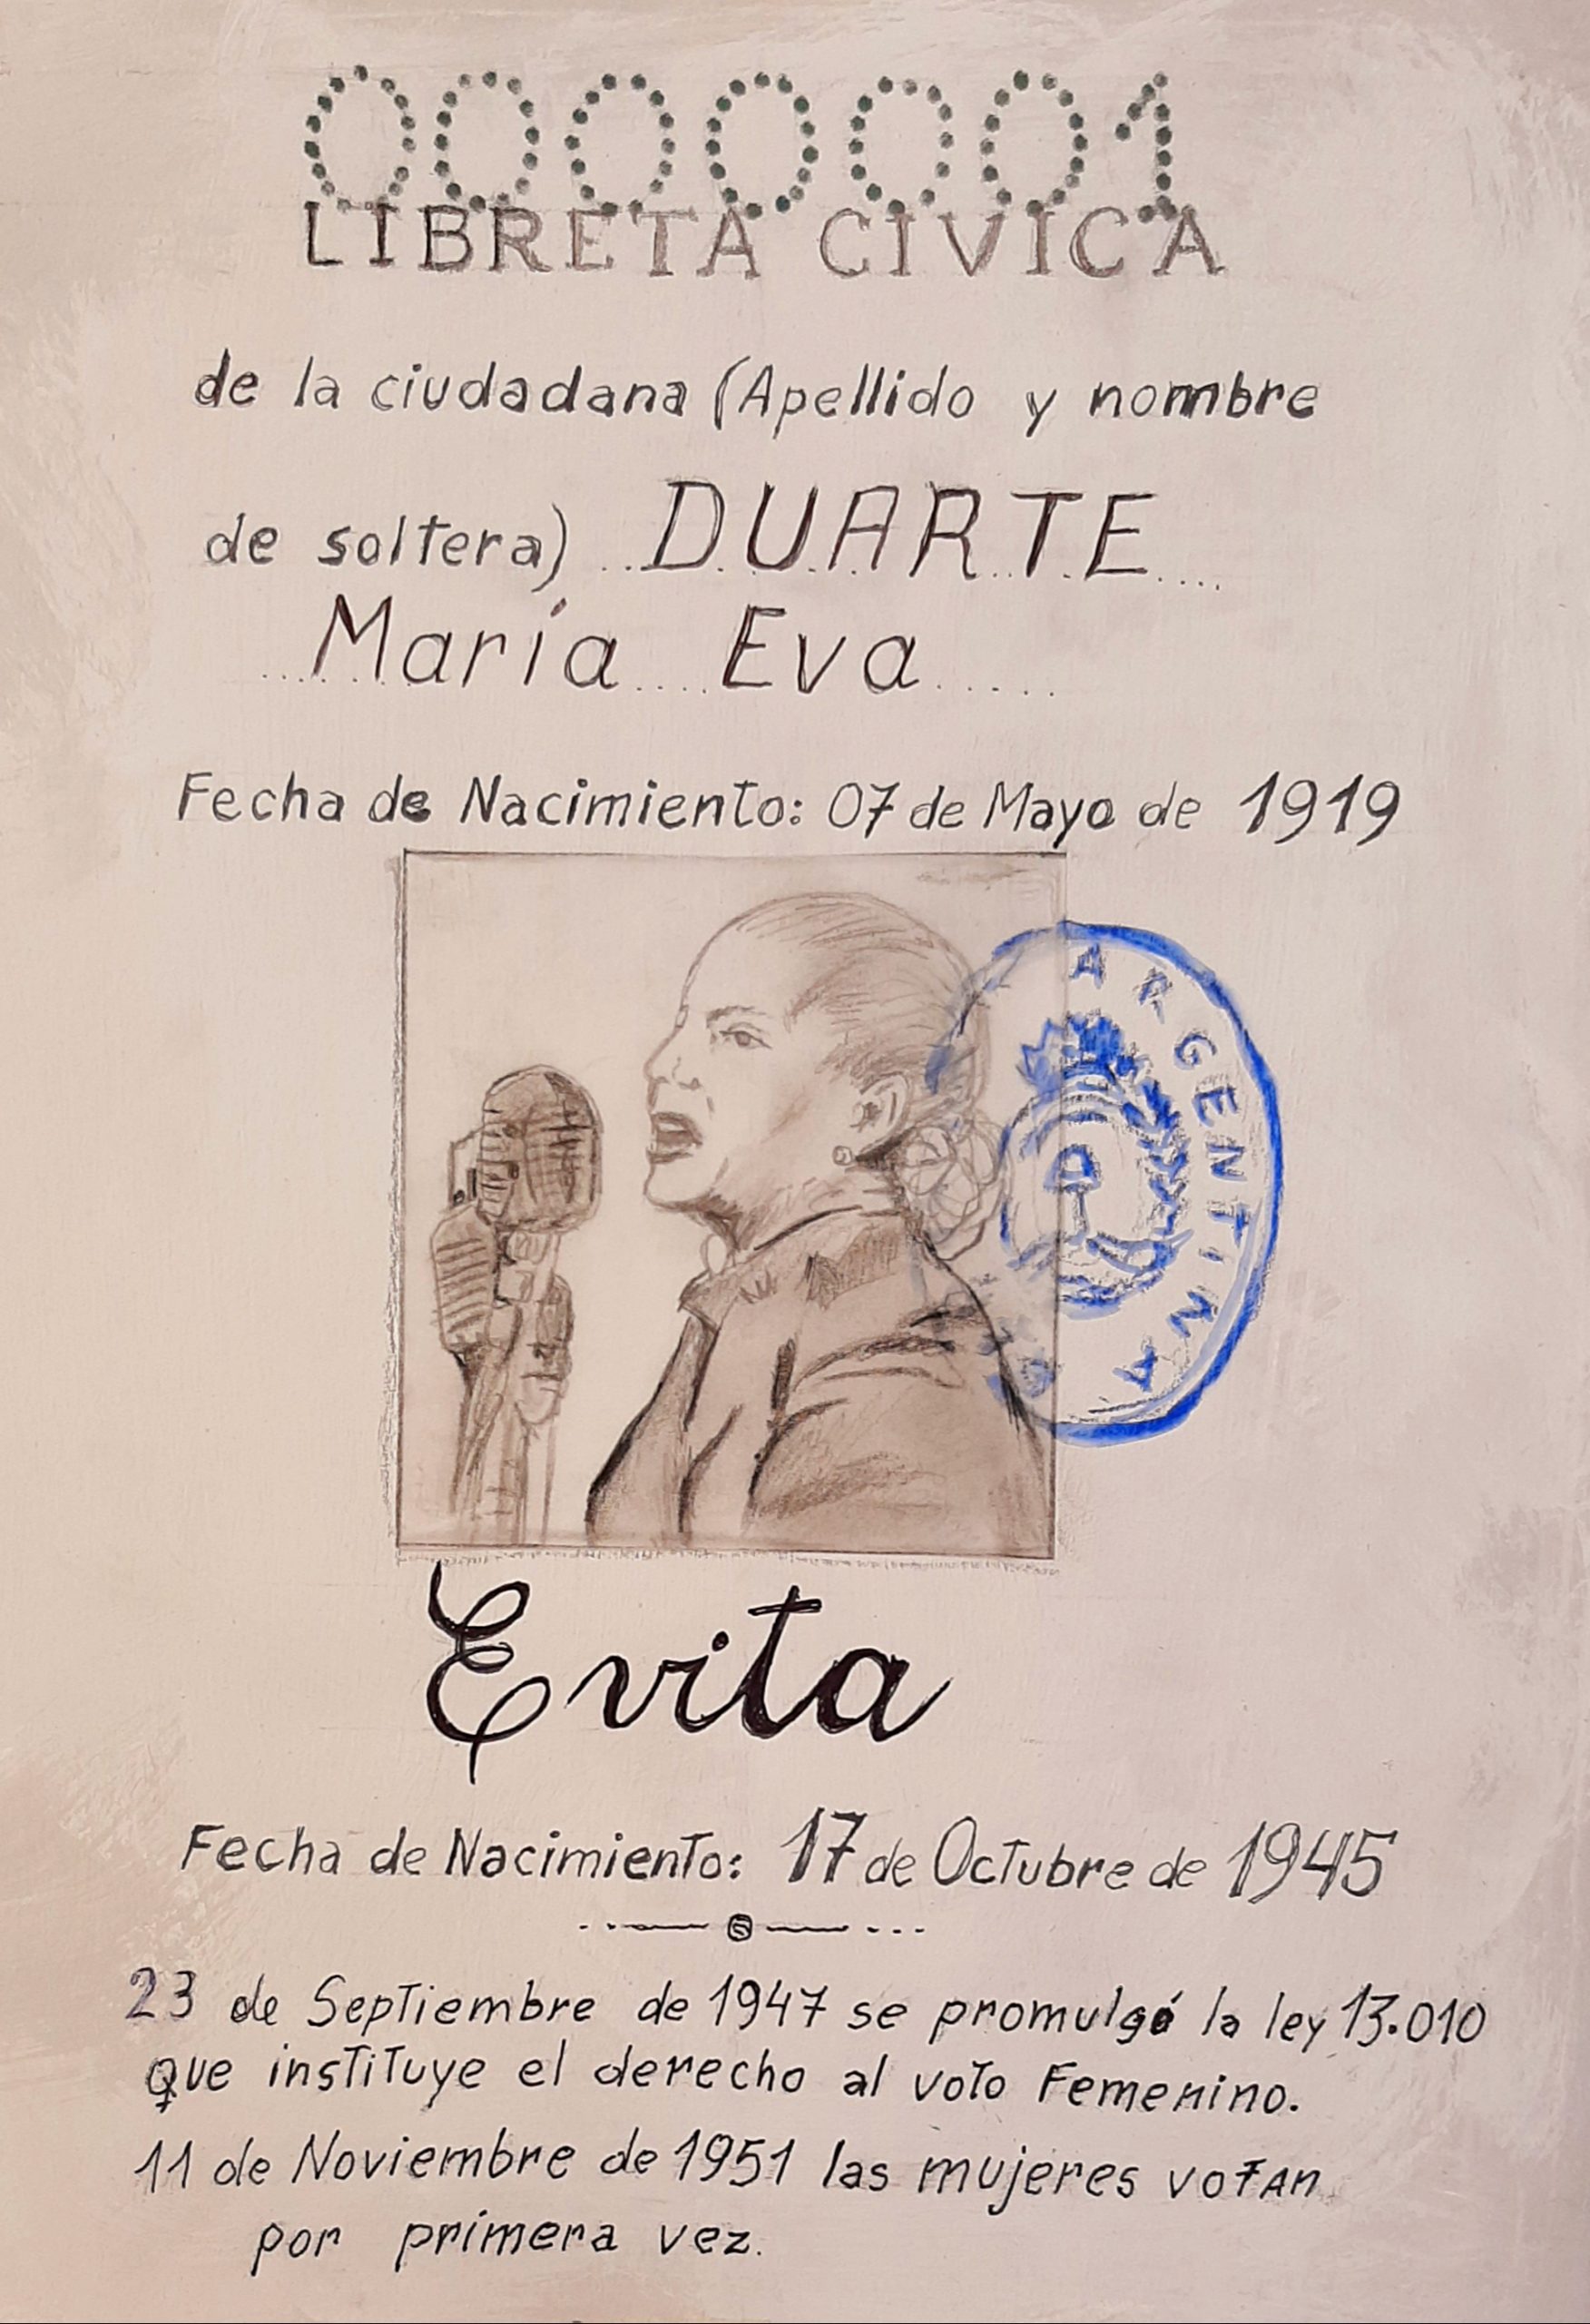 0000001
LIBRETA CIVICA
de la ciudadana (Apellido y nombre
de soltera) ...DUARTE....
.....María....Eva.....
Fecha de Nacimiento: 07 de Mayo de 1919
ARGENTINA
Evita
Fecha de Nacimiento: 17 de Octubre de 1945
23 de Septiembre de 1947 se promulgó la ley 13.010
que instituye el derecho al voto Femenino.
11 de Noviembre de 1951 las mujeres votan
por primera vez.